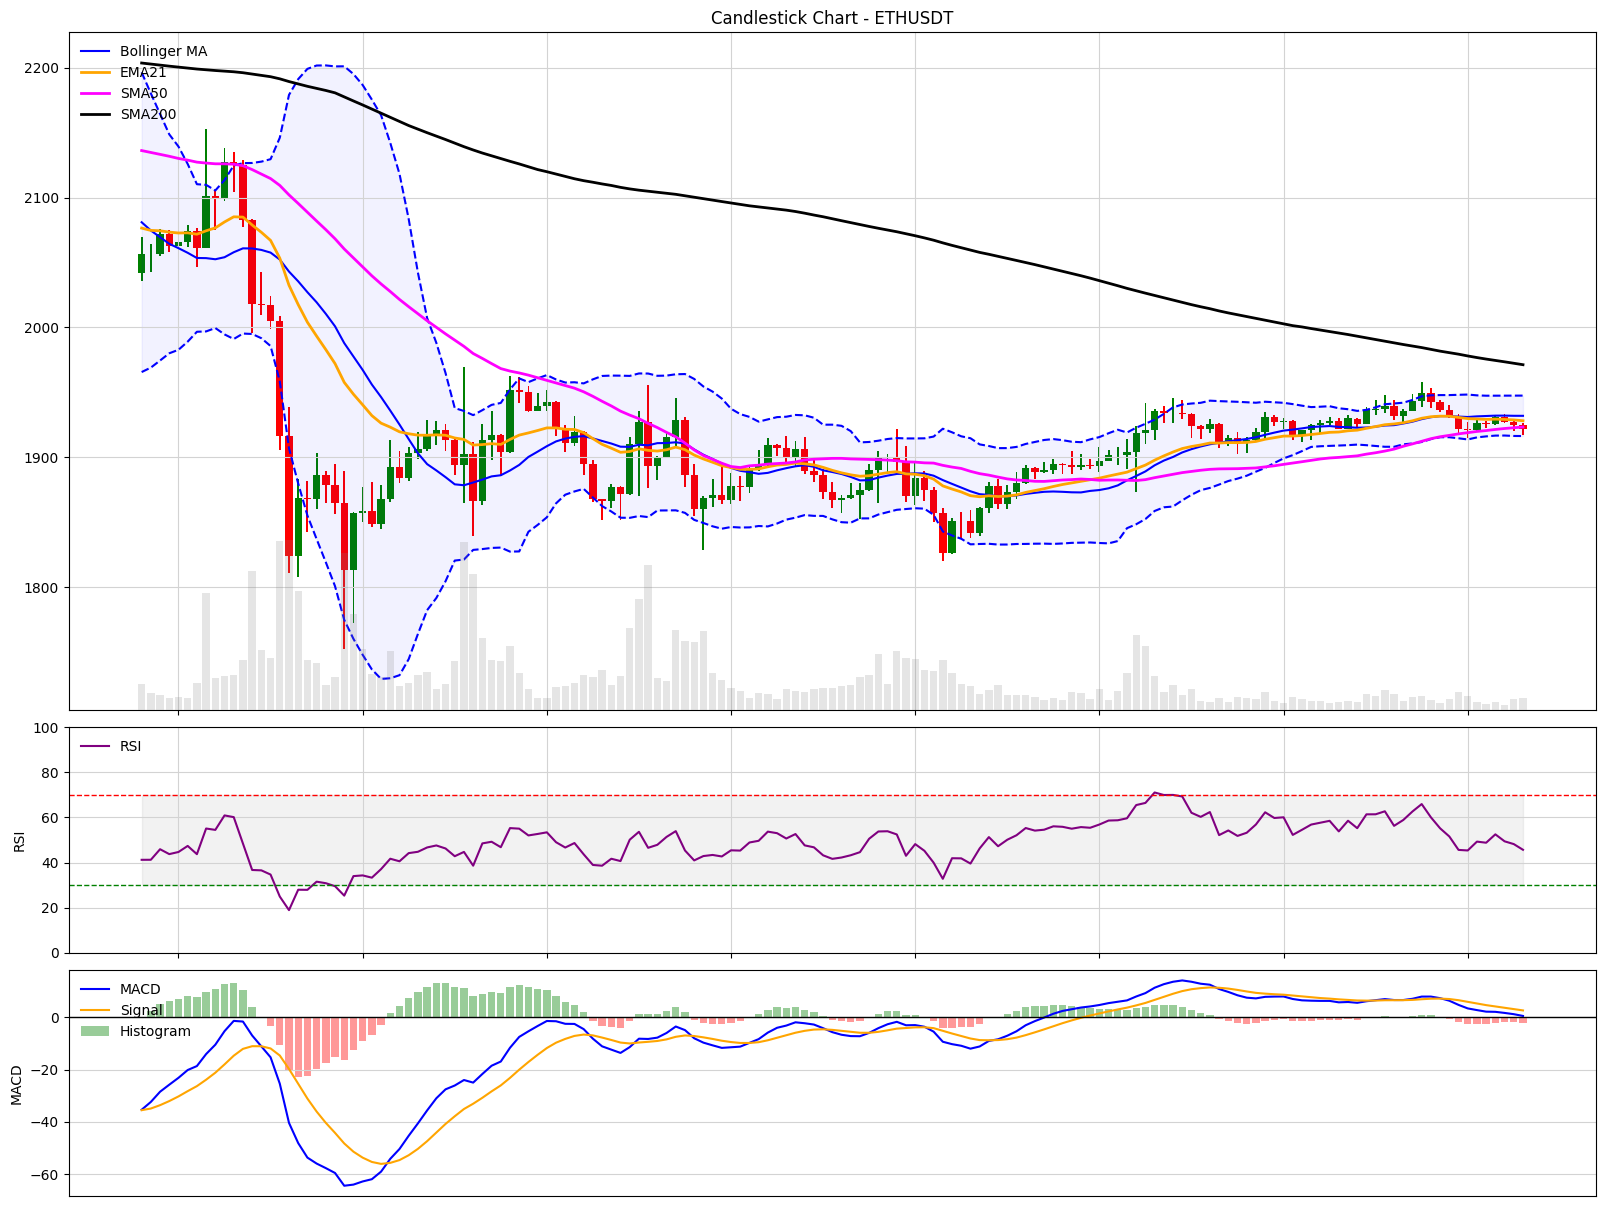 Candlestick Chart - ETHUSDT
Bollinger MA
EMA21
SMA50
SMA200
2200
2100
2000
1900
1800
RSI
100
80
60
40
20
0
RSI
MACD
Signal
Histogram
0
−20
−40
−60
MACD